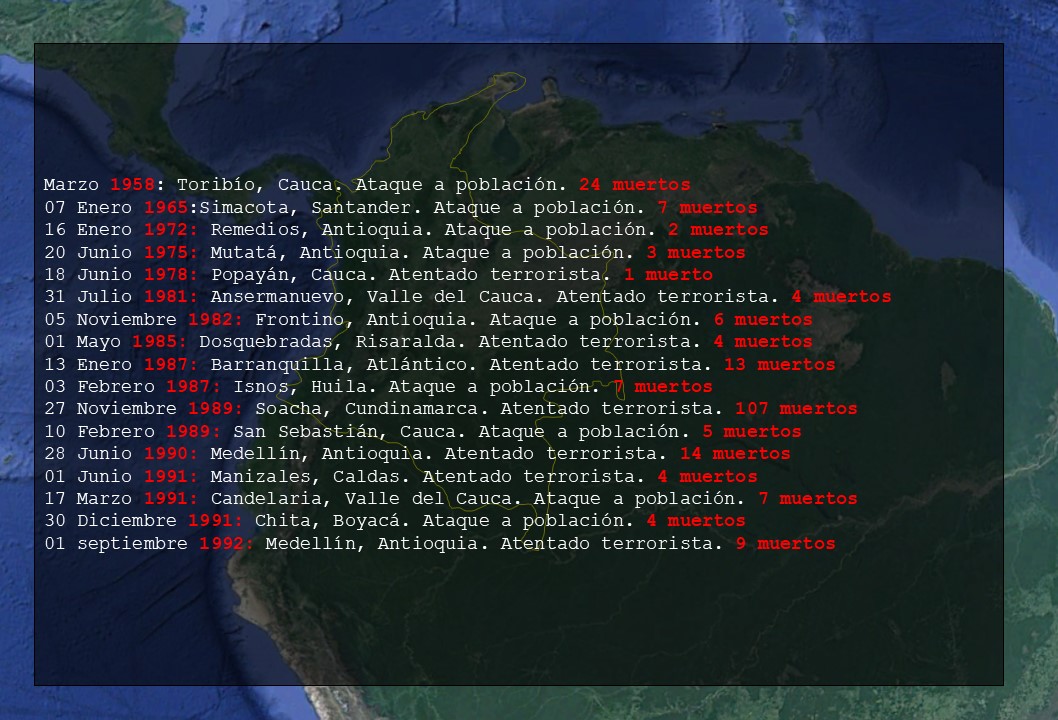 Marzo 1958: Toribío, Cauca. Ataque a población. 24 muertos
07 Enero 1965:Simacota, Santander. Ataque a población. 7 muertos
16 Enero 1972: Remedios, Antioquia. Ataque a población. 2 muertos
20 Junio 1975: Mutatá, Antioquia. Ataque a población. 3 muertos
18 Junio 1978: Popayán, Cauca. Atentado terrorista. 1 muerto
31 Julio 1981: Ansermanuevo, Valle del Cauca. Atentado terrorista. 4 muertos
05 Noviembre 1982: Frontino, Antioquia. Ataque a población. 6 muertos
01 Mayo 1985: Dosquebradas, Risaralda. Atentado terrorista. 4 muertos
13 Enero 1987: Barranquilla, Atlántico. Atentado terrorista. 13 muertos
03 Febrero 1987: Isnos, Huila. Ataque a población. 7 muertos
27 Noviembre 1989: Soacha, Cundinamarca. Atentado terrorista. 107 muertos
10 Febrero 1989: San Sebastián, Cauca. Ataque a población. 5 muertos
28 Junio 1990: Medellín, Antioquia. Atentado terrorista. 14 muertos
01 Junio 1991: Manizales, Caldas. Atentado terrorista. 4 muertos
17 Marzo 1991: Candelaria, Valle del Cauca. Ataque a población. 7 muertos
30 Diciembre 1991: Chita, Boyacá. Ataque a población. 4 muertos
01 septiembre 1992: Medellín, Antioquia. Atentado terrorista. 9 muertos